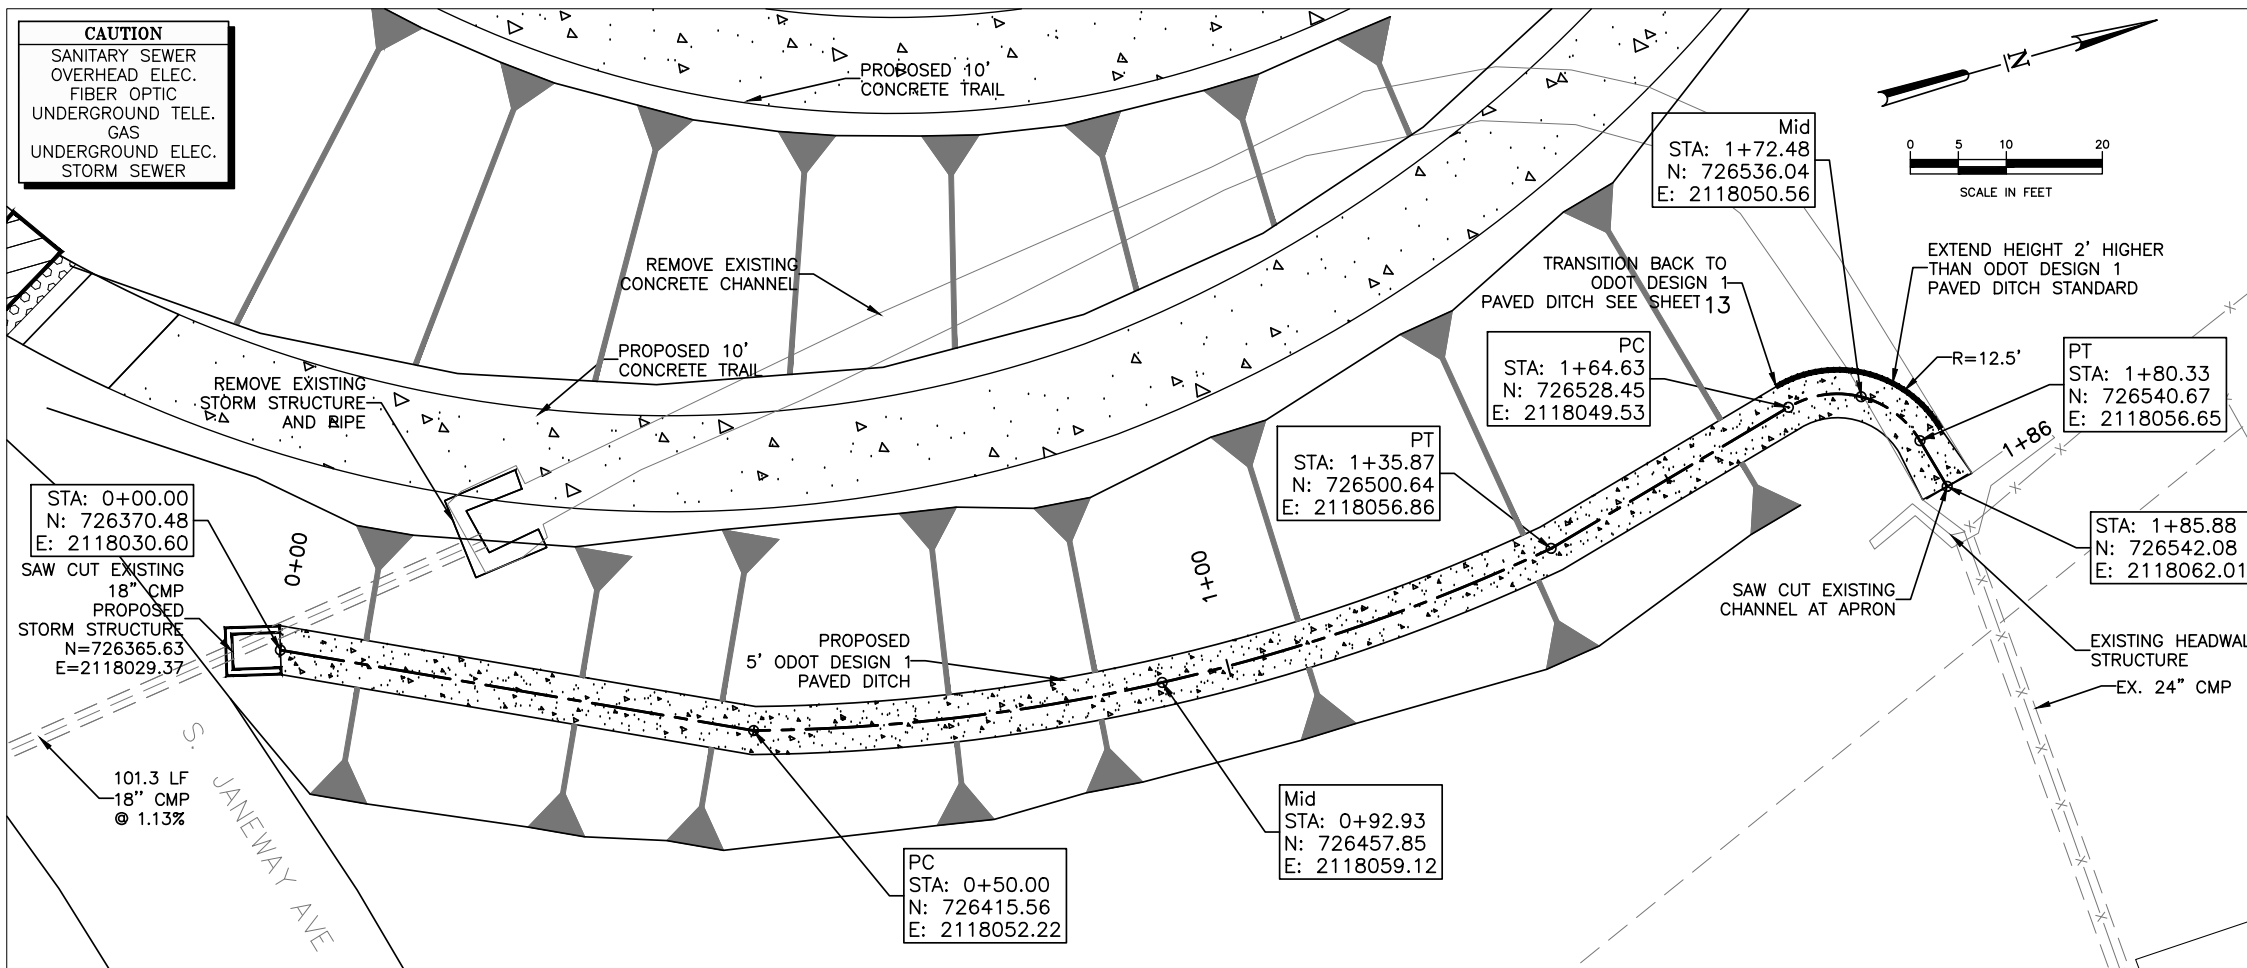 CAUTION
SANITARY SEWER
OVERHEAD ELEC.
FIBER OPTIC
UNDERGROUND TELE.
GAS
UNDERGROUND ELEC.
STORM SEWER
PROPOSED 10'
CONCRETE TRAIL
N
0 5 10 20
SCALE IN FEET
Mid
STA: 1+72.48
N: 726536.04
E: 2118050.56
REMOVE EXISTING
CONCRETE CHANNEL
TRANSITION BACK TO
ODOT DESIGN 1
PAVED DITCH SEE SHEET 13
EXTEND HEIGHT 2' HIGHER
THAN ODOT DESIGN 1
PAVED DITCH STANDARD
PROPOSED 10'
CONCRETE TRAIL
REMOVE EXISTING
STORM STRUCTURE
AND PIPE
PC
STA: 1+64.63
N: 726528.45
E: 2118049.53
R=12.5'
PT
STA: 1+80.33
N: 726540.67
E: 2118056.65
1+86
PT
STA: 1+35.87
N: 726500.64
E: 2118056.86
STA: 0+00.00
N: 726370.48
E: 2118030.60
0+00
1+00
SAW CUT EXISTING
18" CMP
PROPOSED
STORM STRUCTURE
N=726365.63
E=2118029.37
STA: 1+85.88
N: 726542.08
E: 2118062.01
SAW CUT EXISTING
CHANNEL AT APRON
PROPOSED
5' ODOT DESIGN 1
PAVED DITCH
EXISTING HEADWAL
STRUCTURE
EX. 24" CMP
101.3 LF
18" CMP
@ 1.13%
S. JANEWAY AVE
Mid
STA: 0+92.93
N: 726457.85
E: 2118059.12
PC
STA: 0+50.00
N: 726415.56
E: 2118052.22